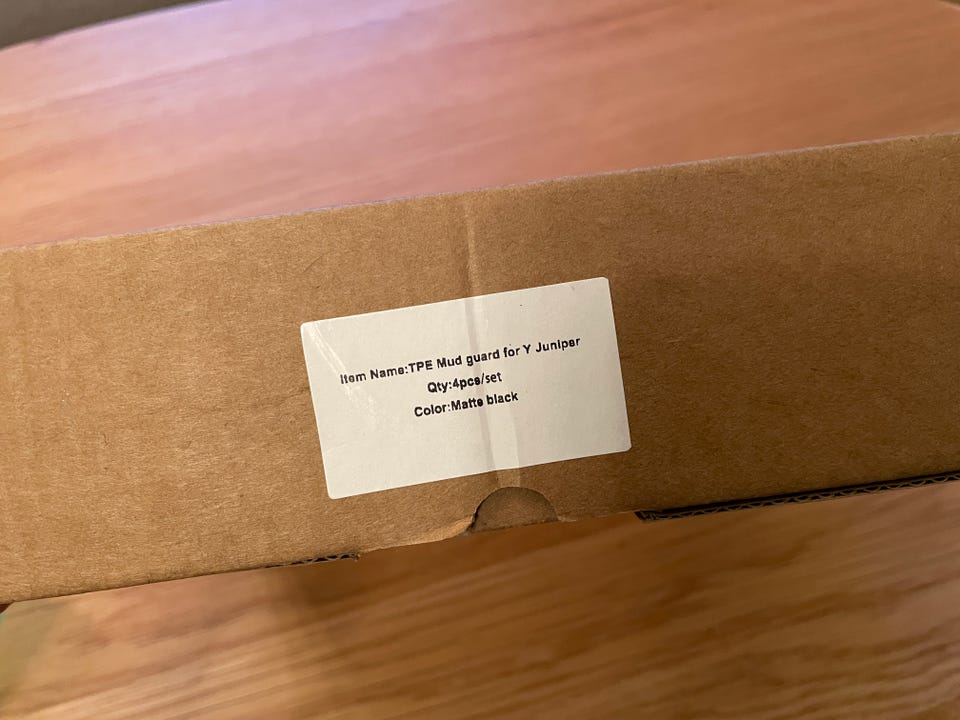 Item Name:TPE Mud guard for Y Juniper
Qty:4pcs/set
Color:Matte black